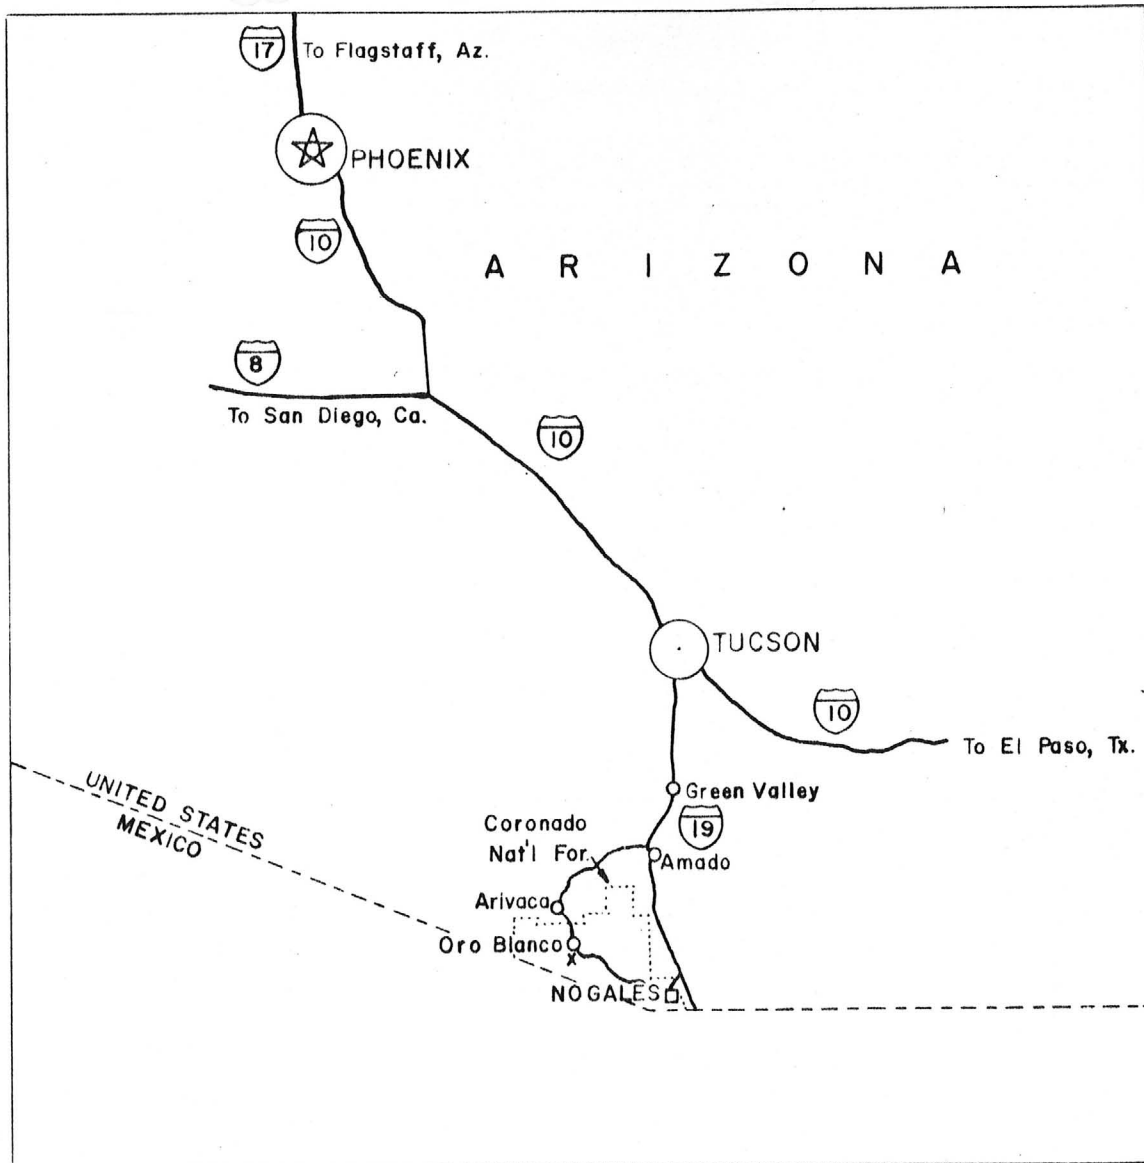 17 To Flagstaff, Az.
PHOENIX
10
A R I Z O N A
8
To San Diego, Ca.
10
TUCSON
10
To El Paso, Tx.
Green Valley
UNITED STATES
MEXICO
19
Coronado
Nat'l For.
Amado
Arivaca
Oro Blanco
x
NOGALES